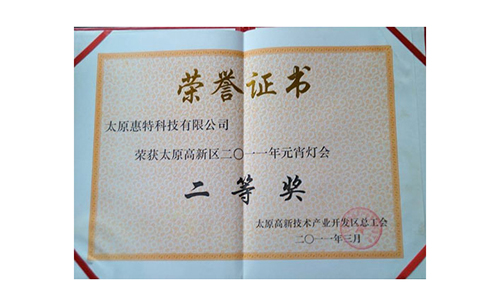 荣誉证书
太原惠特科技有限公司
荣获太原高新区二〇一一年元宵灯会
二等奖
太原高新技术产业开发区总工会
二〇一一年三月